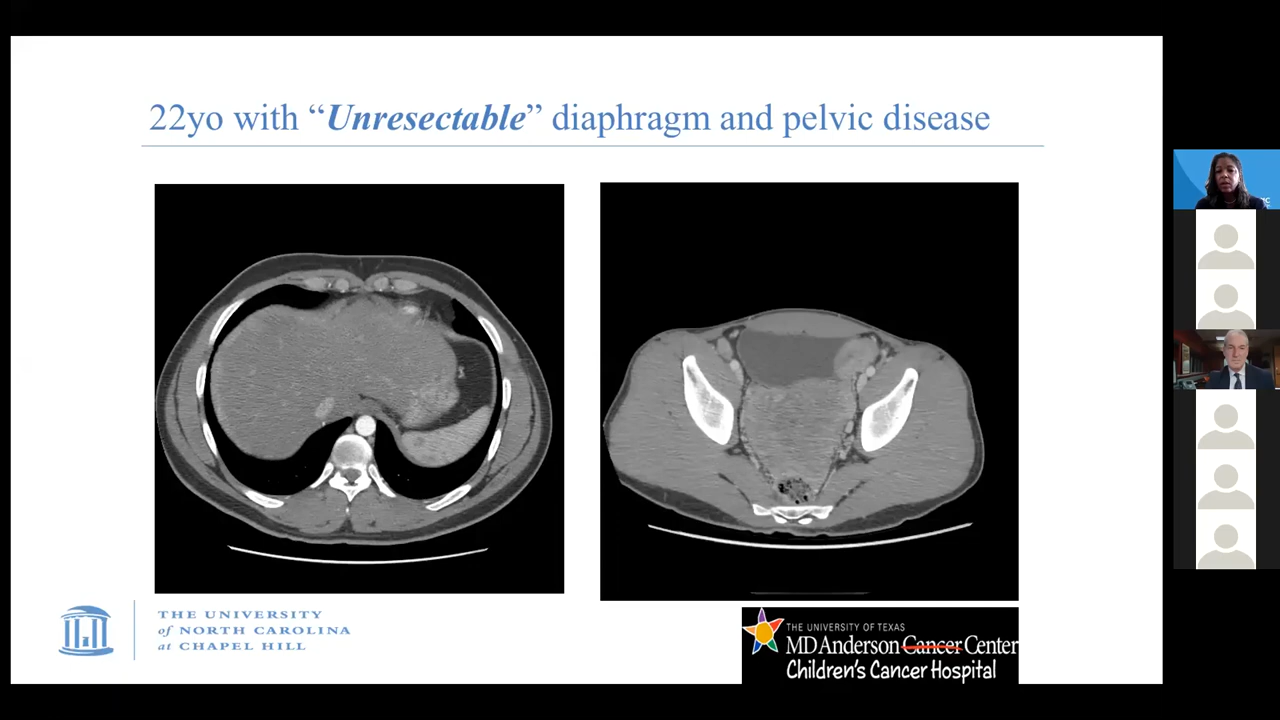 22yo with “Unresectable” diaphragm and pelvic disease
THE UNIVERSITY
of NORTH CAROLINA
at CHAPEL HILL
THE UNIVERSITY OF TEXAS
MD Anderson Cancer Center
Children's Cancer Hospital